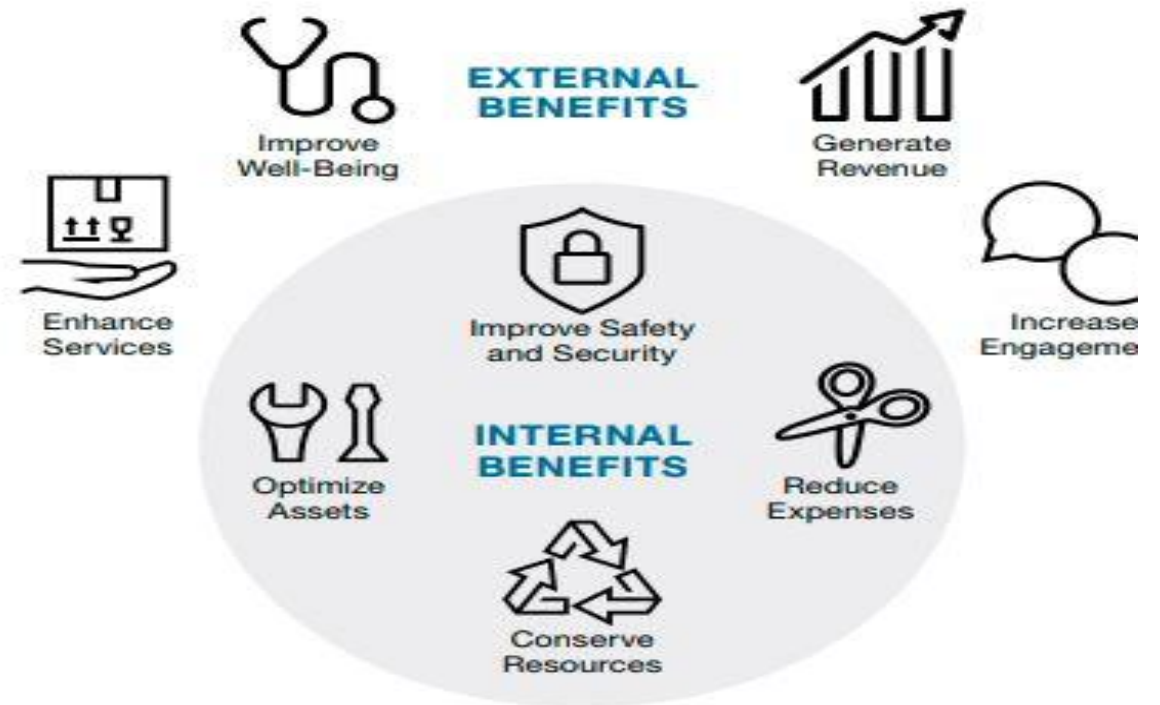 EXTERNAL
BENEFITS
Improve
Well-Being
Generate
Revenue
Enhance
Services
Increase
Engageme
Improve Safety
and Security
INTERNAL
BENEFITS
Optimize
Assets
Reduce
Expenses
Conserve
Resources